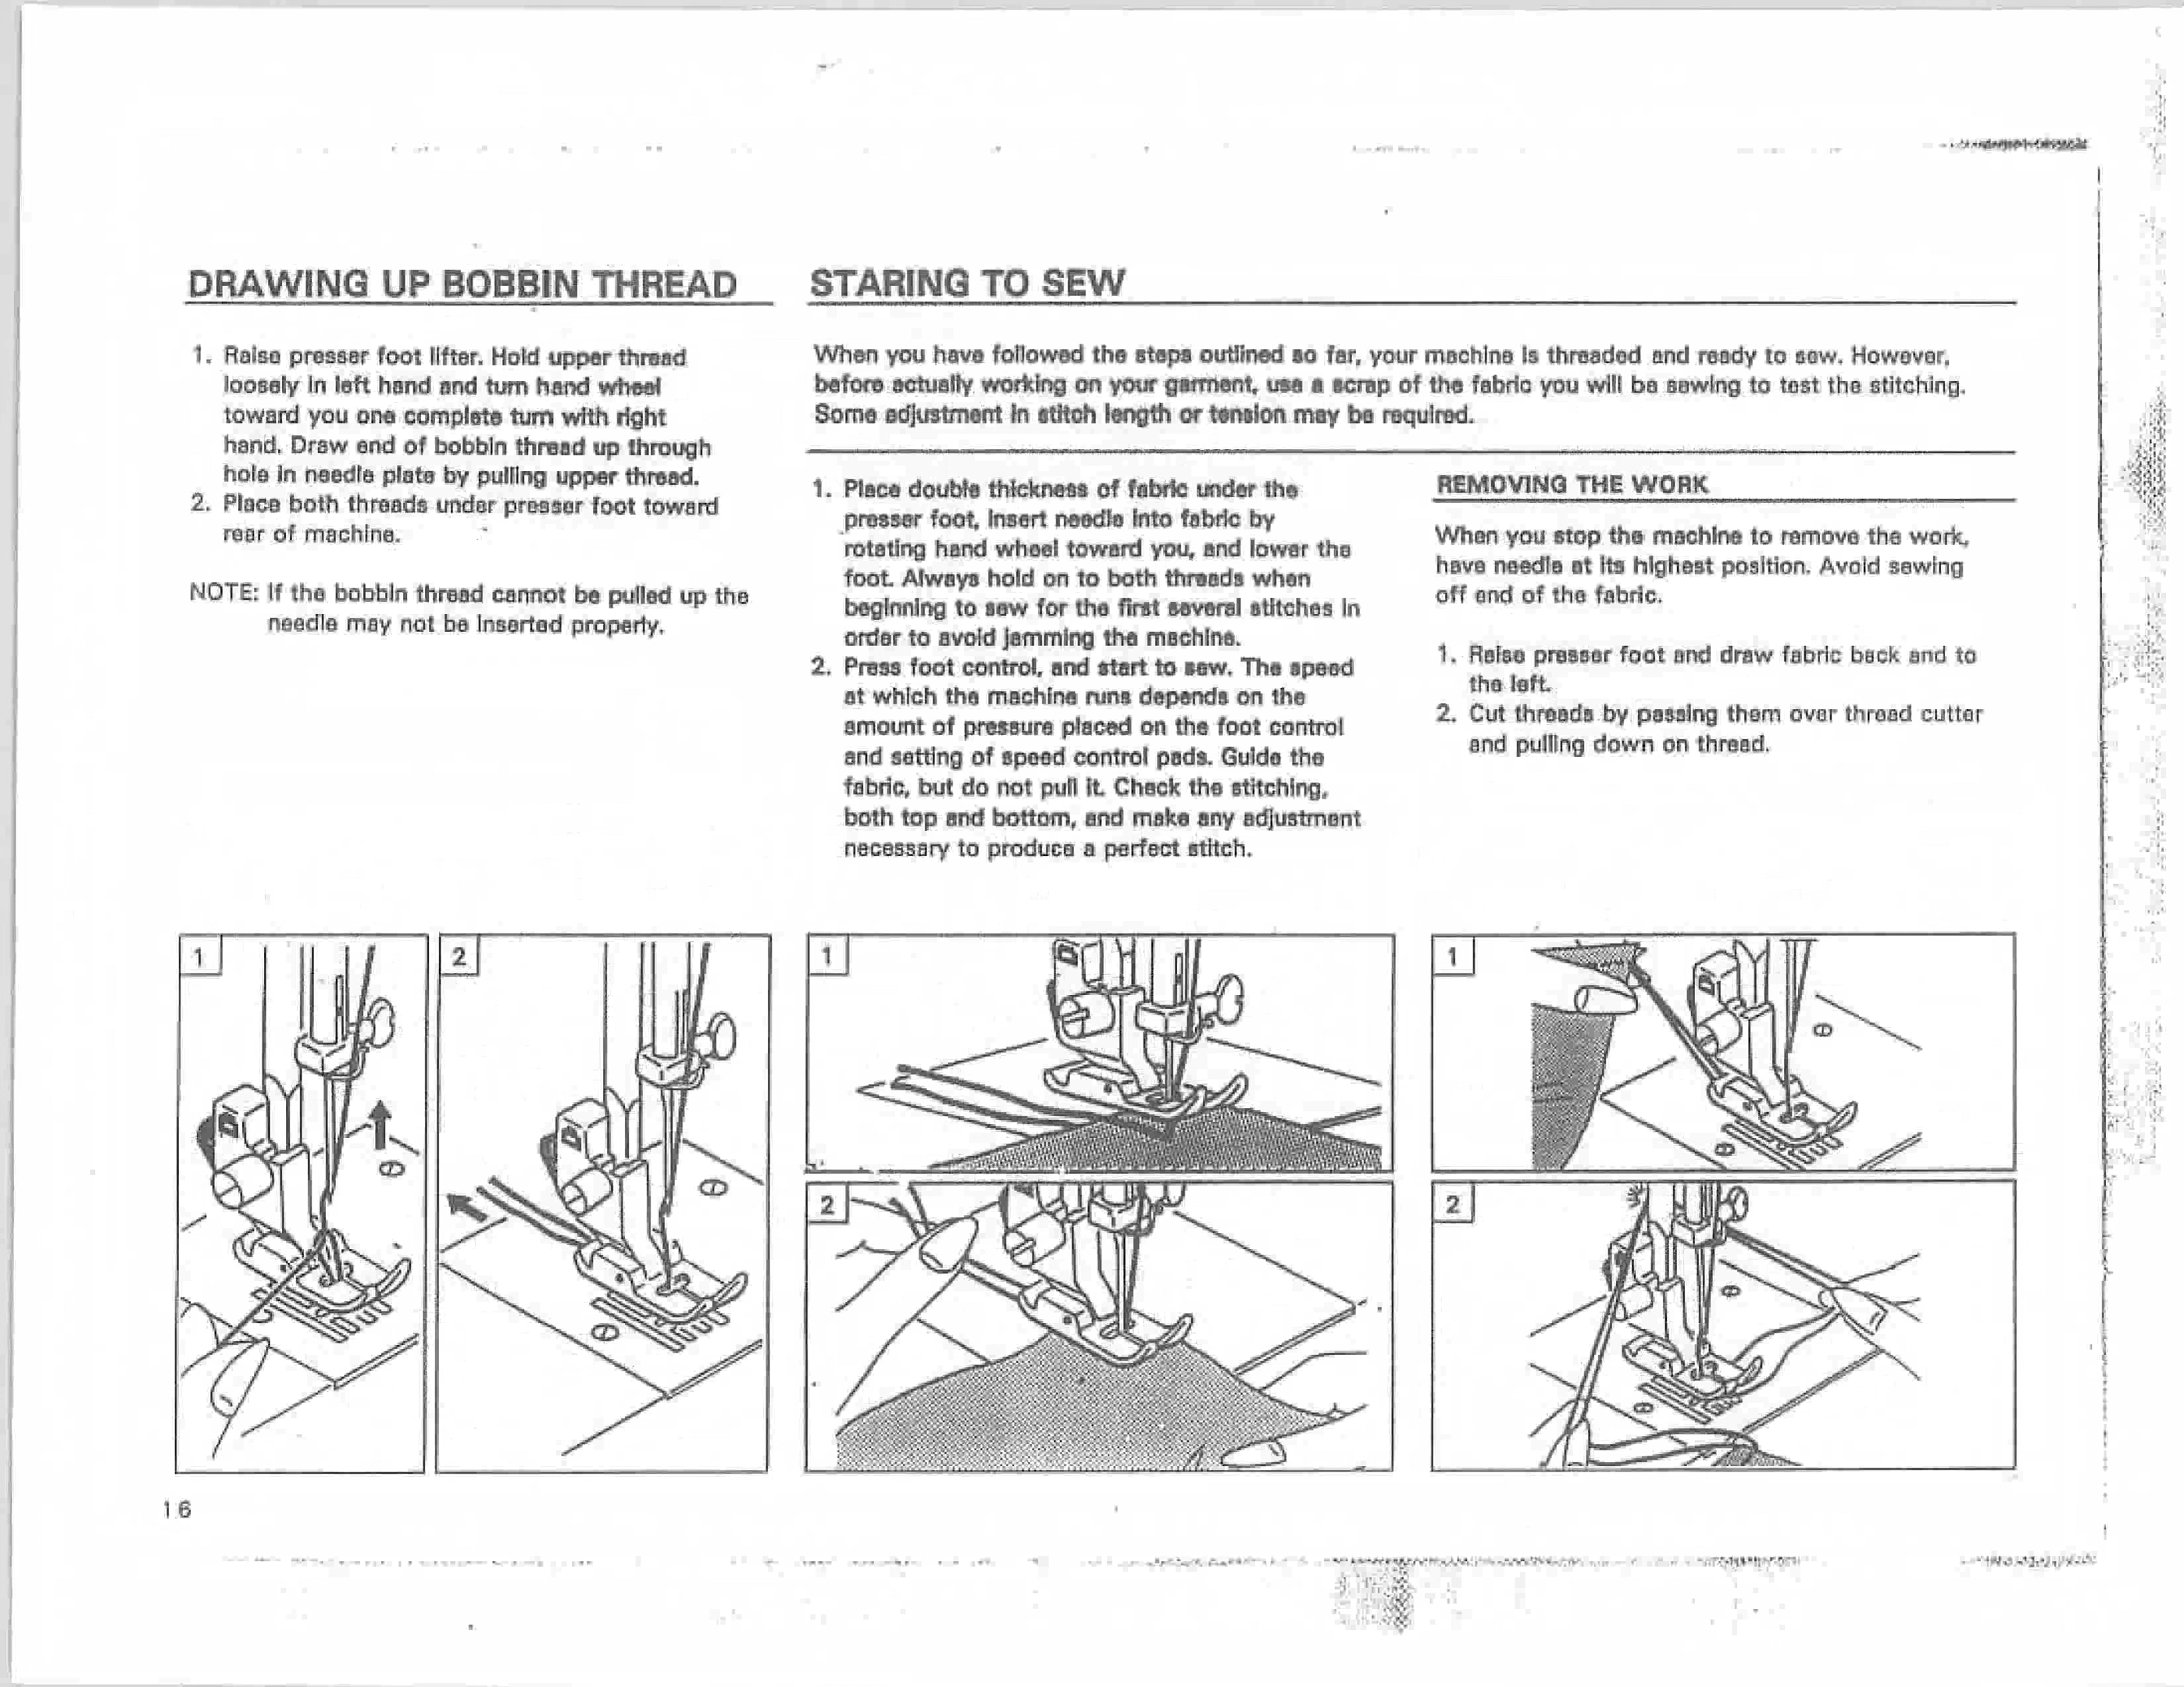 DRAWING UP BOBBIN THREAD
1. Raise presser foot lifter. Hold upper thread
loosely in left hand and turn hand wheel
toward you one complete turn with right
hand. Draw end of bobbin thread up through
hole in needle plate by pulling upper thread.
2. Place both threads under presser foot toward
rear of machine.
NOTE: If the bobbin thread cannot be pulled up the
needle may not be inserted properly.
STARING TO SEW
When you have followed the steps outlined so far, your machine is threaded and ready to sew. However,
before actually working on your garment, use a scrap of the fabric you will be sewing to test the stitching.
Some adjustment in stitch length or tension may be required.
1. Place double thickness of fabric under the
presser foot, insert needle into fabric by
rotating hand wheel toward you, and lower the
foot. Always hold on to both threads when
beginning to sew for the first several stitches in
order to avoid jamming the machine.
2. Press foot control, and start to sew. The speed
at which the machine runs depends on the
amount of pressure placed on the foot control
and setting of speed control pads. Guide the
fabric, but do not pull it. Check the stitching,
both top and bottom, and make any adjustment
necessary to produce a perfect stitch.
REMOVING THE WORK
When you stop the machine to remove the work,
have needle at its highest position. Avoid sewing
off end of the fabric.
1. Raise presser foot and draw fabric back and to
the left.
2. Cut threads by passing them over thread cutter
and pulling down on thread.
1
2
1
2
1
2
16